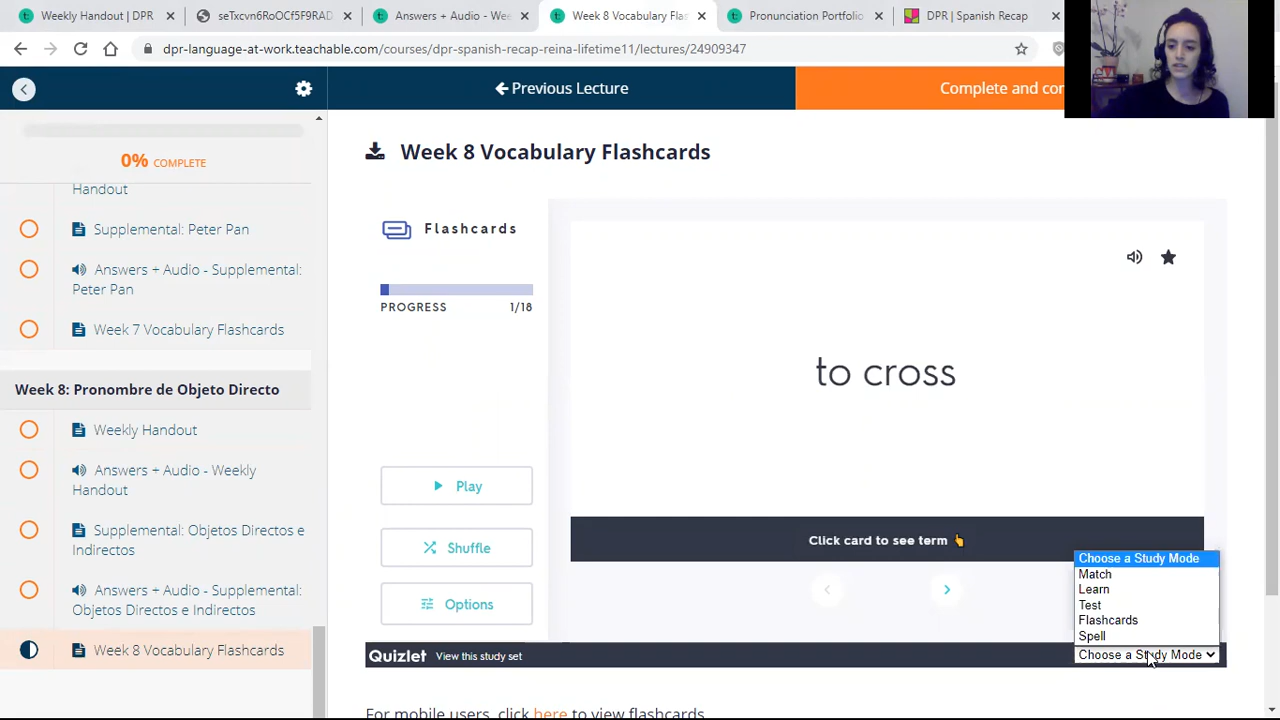 Weekly Handout | DPR
seTxcvn6RoOCf5F9RAD
Answers + Audio - Wee
Week 8 Vocabulary Flas
Pronunciation Portfolio
DPR | Spanish Recap
dpr-language-at-work.teachable.com/courses/dpr-spanish-recap-reina-lifetime11/lectures/24909347
Previous Lecture
Complete and con
0% COMPLETE
Handout
Supplemental: Peter Pan
Answers + Audio - Supplemental:
Peter Pan
Week 7 Vocabulary Flashcards
Week 8: Pronombre de Objeto Directo
Weekly Handout
Answers + Audio - Weekly
Handout
Supplemental: Objetos Directos e
Indirectos
Answers + Audio - Supplemental:
Objetos Directos e Indirectos
Week 8 Vocabulary Flashcards
Week 8 Vocabulary Flashcards
Flashcards
PROGRESS 1/18
Play
Shuffle
Options
to cross
Click card to see term
Choose a Study Mode
Match
Learn
Test
Flashcards
Spell
Choose a Study Mode
Quizlet View this study set
For mobile users, click here to view flashcards